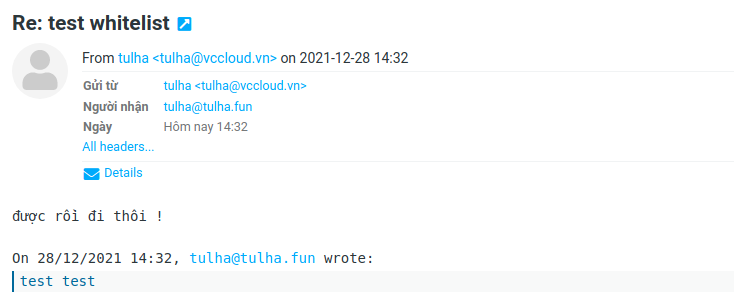 Re: test whitelist
From tulha <tulha@vccloud.vn> on 2021-12-28 14:32
Gửi từ tulha <tulha@vccloud.vn>
Người nhận tulha@tulha.fun
Ngày Hôm nay 14:32
All headers...
Details
được rồi đi thôi !
On 28/12/2021 14:32, tulha@tulha.fun wrote:
test test